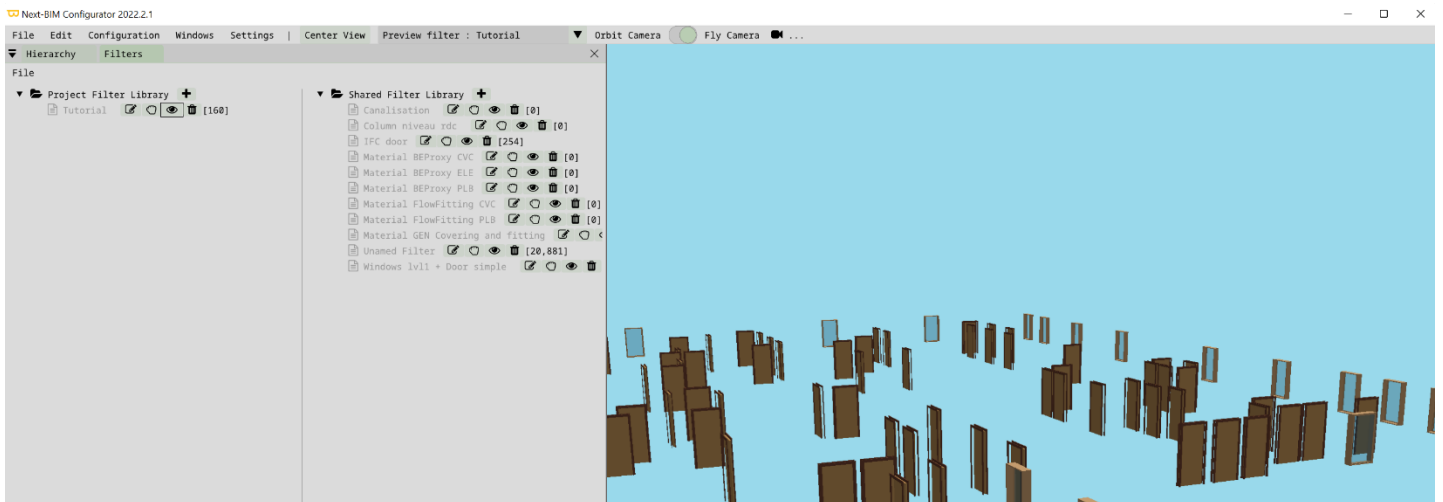 Next-BIM Configurator 2022.2.1
File Edit Configuration Windows Settings | Center View Preview filter : Tutorial ▼ Orbit Camera Fly Camera ...
Hierarchy Filters
File
Project Filter Library
Tutorial [160]
Shared Filter Library
Canalisation [0]
Column niveau rdc [0]
IFC door [254]
Material BEProxy CVC [0]
Material BEProxy ELE [0]
Material BEProxy PLB [0]
Material FlowFitting CVC [0]
Material FlowFitting PLB [0]
Material GEN Covering and fitting
Unamed Filter [20,881]
Windows lvl1 + Door simple